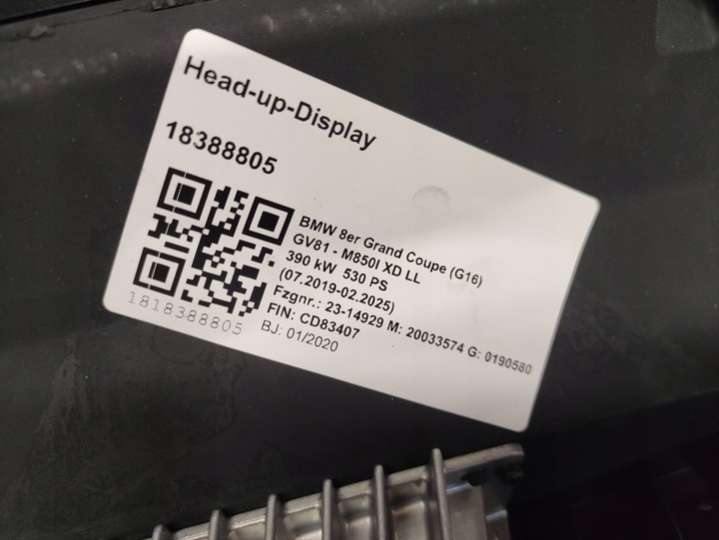 Head-up-Display
18388805
BMW 8er Grand Coupe (G16)
GV81 - M850I XD LL
390 kW 530 PS
(07.2019-02.2025)
Fzgnr.: 23-14929 M: 20033574 G: 0190580
FIN: CD83407
BJ: 01/2020
1818388805